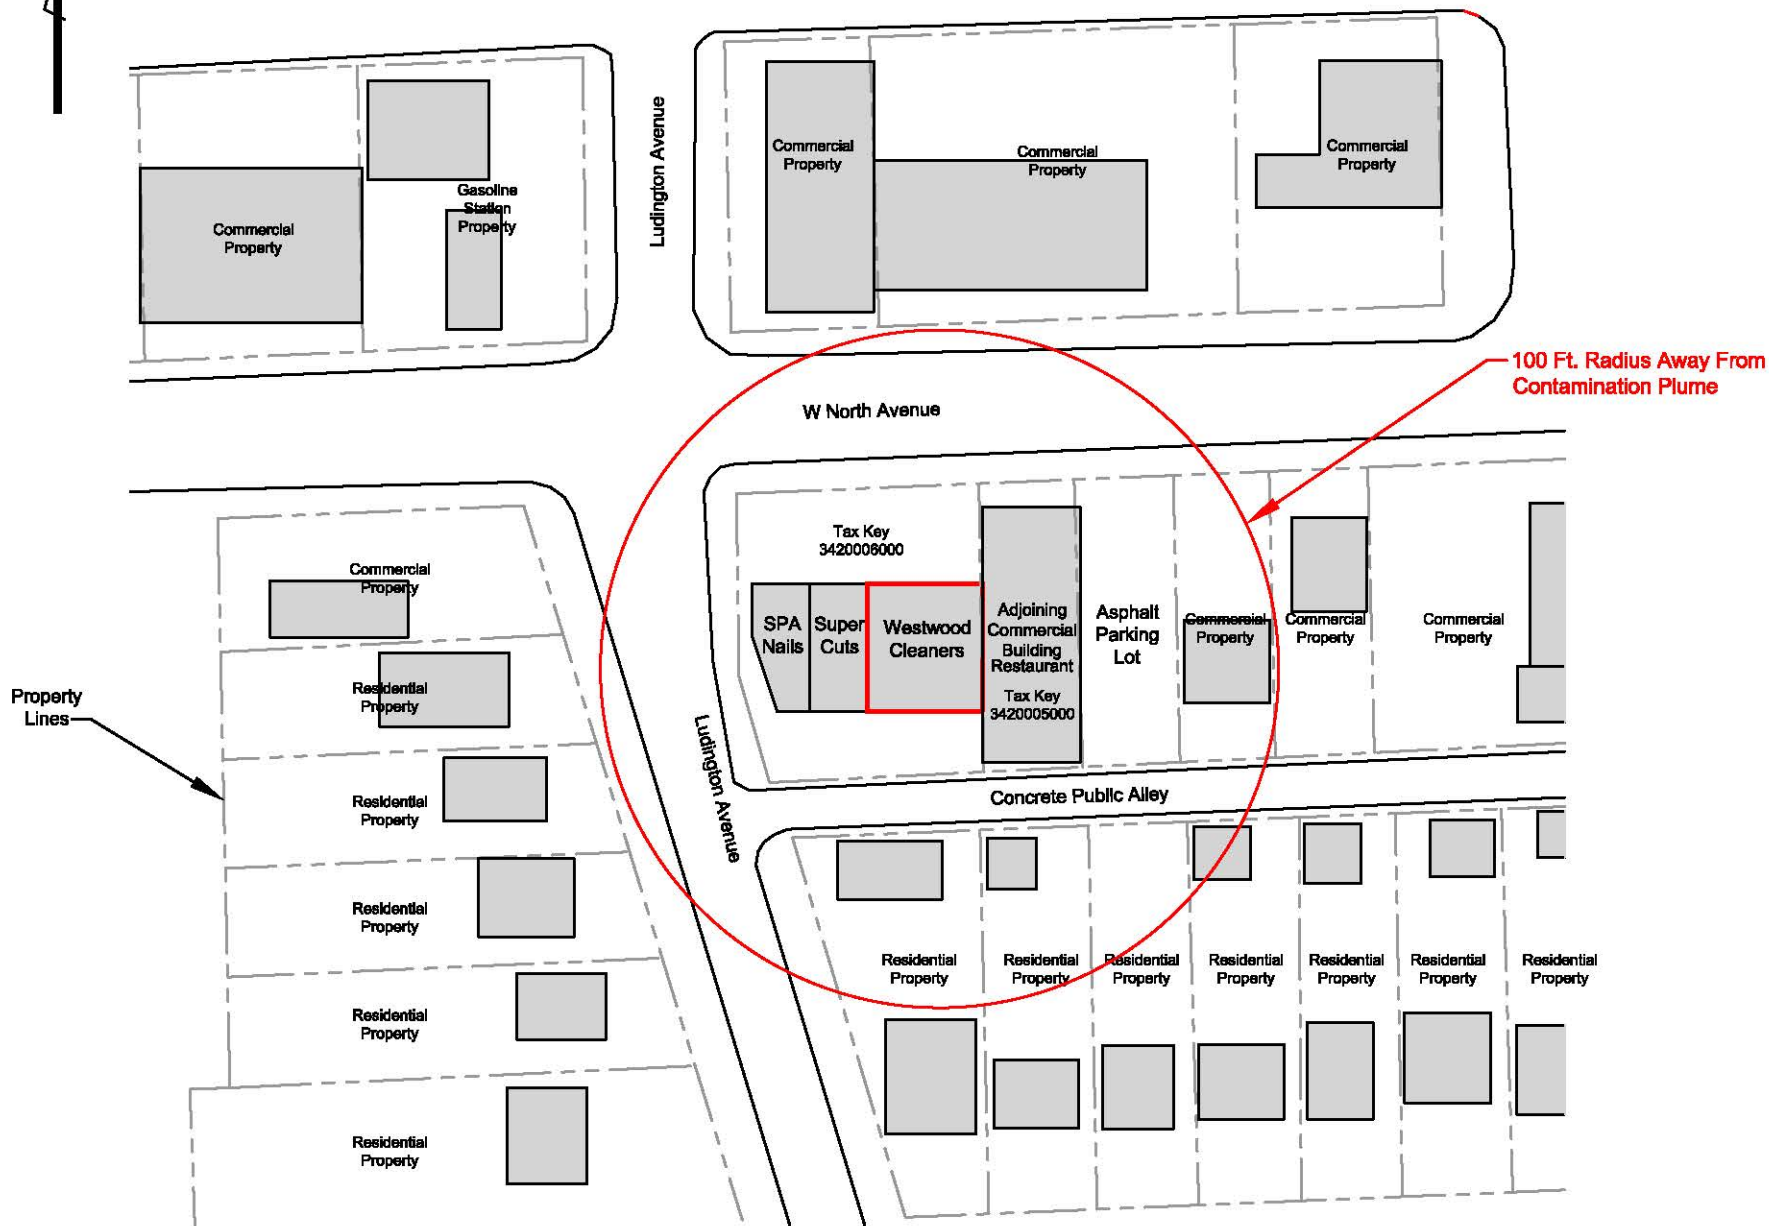 Ludington Avenue
Commercial
Property
Gasoline
Station
Property
Commercial
Property
Commercial
Property
Commercial
Property
100 Ft. Radius Away From
Contamination Plume
W North Avenue
Tax Key
3420006000
SPA
Nails
Super
Cuts
Westwood
Cleaners
Adjoining
Commercial
Building
Restaurant
Tax Key
3420005000
Asphalt
Parking
Lot
Commercial
Property
Commercial
Property
Commercial
Property
Commercial
Property
Residential
Property
Property
Lines
Residential
Property
Residential
Property
Residential
Property
Residential
Property
Ludington Avenue
Concrete Public Alley
Residential
Property
Residential
Property
Residential
Property
Residential
Property
Residential
Property
Residential
Property
Residential
Property